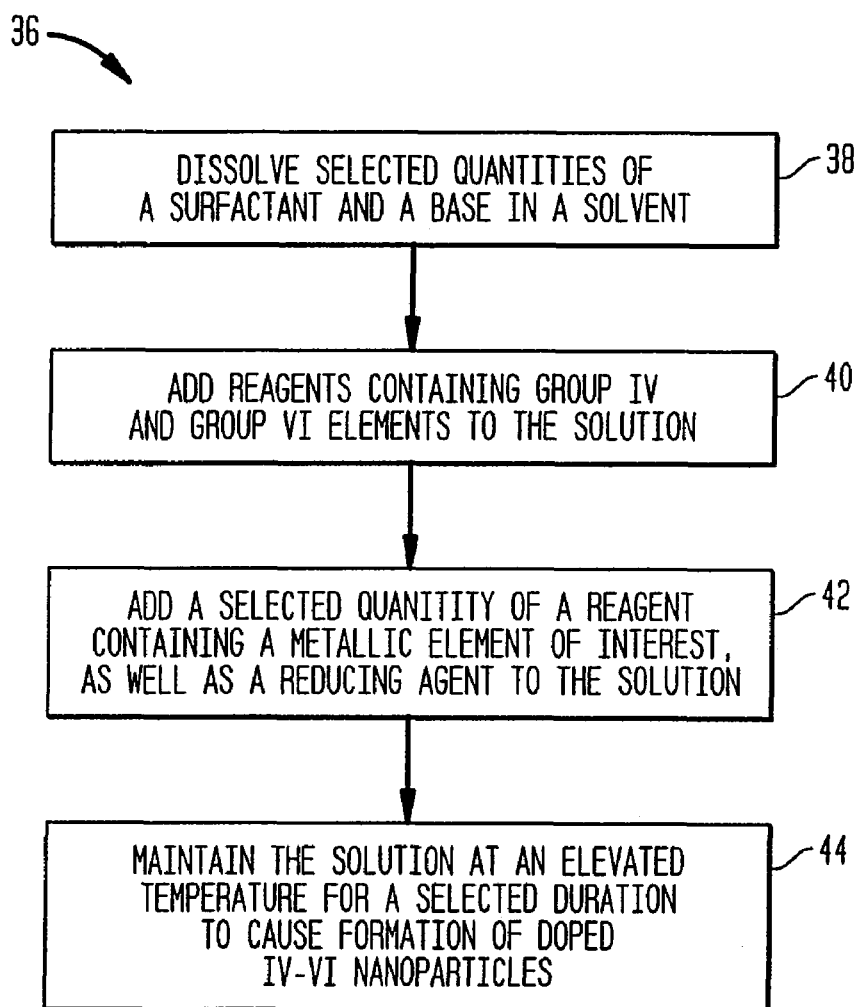 36
DISSOLVE SELECTED QUANTITIES OF
A SURFACTANT AND A BASE IN A SOLVENT
38
ADD REAGENTS CONTAINING GROUP IV
AND GROUP VI ELEMENTS TO THE SOLUTION
40
ADD A SELECTED QUANITITY OF A REAGENT
CONTAINING A METALLIC ELEMENT OF INTEREST,
AS WELL AS A REDUCING AGENT TO THE SOLUTION
42
MAINTAIN THE SOLUTION AT AN ELEVATED
TEMPERATURE FOR A SELECTED DURATION
TO CAUSE FORMATION OF DOPED
IV-VI NANOPARTICLES
44